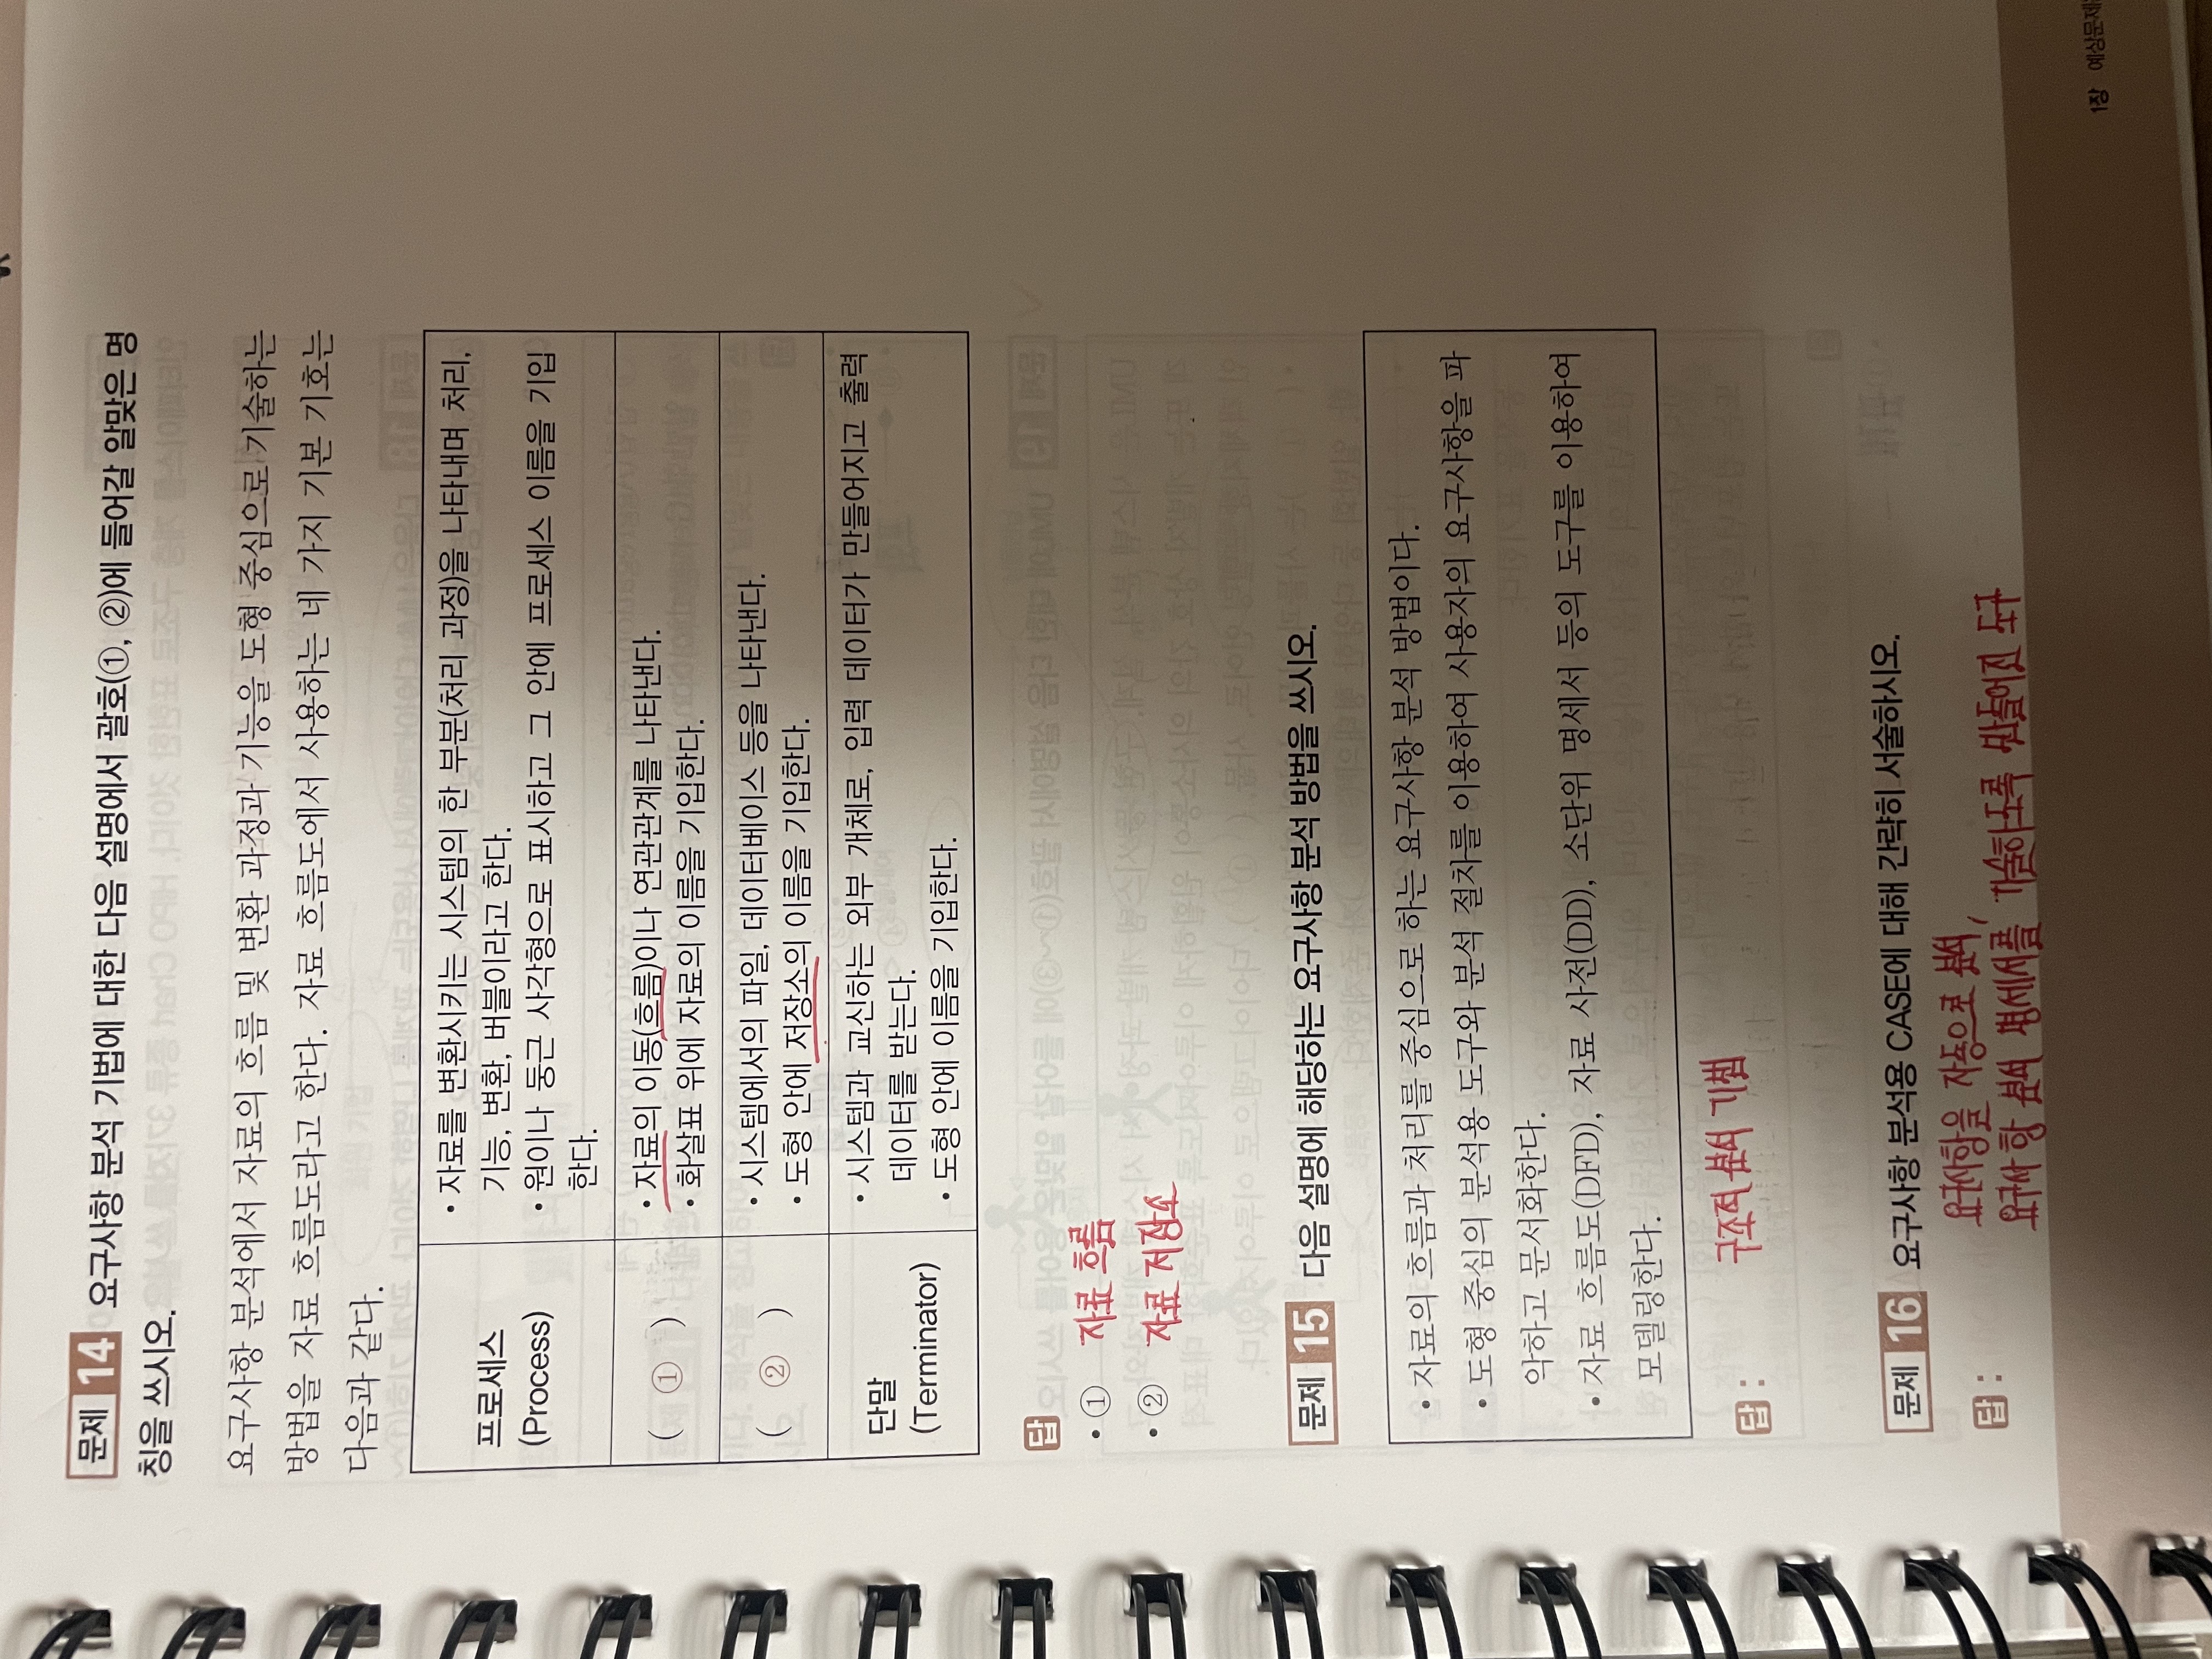 문제 14 요구사항 분석 기법에 대한 다음 설명에서 괄호(①, ②)에 들어갈 알맞은 명
칭을 쓰시오.
요구사항 분석에서 자료의 흐름 및 변환 과정과 기능을 도형 중심으로 기술하는
방법을 자료 흐름도라고 한다. 자료 흐름도에서 사용하는 네 가지 기본 기호는
다음과 같다.
프로세스
(Process)
• 자료를 변환시키는 시스템의 한 부분(처리 과정)을 나타내며 처리,
기능, 변환, 버블이라고 한다.
• 원이나 둥근 사각형으로 표시하고 그 안에 프로세스 이름을 기입
한다.
( ① )
• 자료의 이동(흐름)이나 연관관계를 나타낸다.
• 화살표 위에 자료의 이름을 기입한다.
( ② )
• 시스템에서의 파일, 데이터베이스 등을 나타낸다.
• 도형 안에 저장소의 이름을 기입한다.
단말
(Terminator)
• 시스템과 교신하는 외부 개체로, 입력 데이터가 만들어지고 출력
데이터를 받는다.
• 도형 안에 이름을 기입한다.
답
• ① 자료 흐름
• ② 자료 저장소
문제 15 다음 설명에 해당하는 요구사항 분석 방법을 쓰시오.
• 자료의 흐름과 처리를 중심으로 하는 요구사항 분석 방법이다.
• 도형 중심의 분석용 도구와 분석 절차를 이용하여 사용자의 요구사항을 파
악하고 문서화한다.
• 자료 흐름도(DFD), 자료 사전(DD), 소단위 명세서 등의 도구를 이용하여
모델링한다.
답 : 구조적 분석 기법
문제 16 요구사항 분석용 CASE에 대해 간략히 서술하시오.
답 : 요구사항을 자동으로 분석,
요구사항 분석 명세서를 기술하도록 만들어진 도구
1장 예상문제